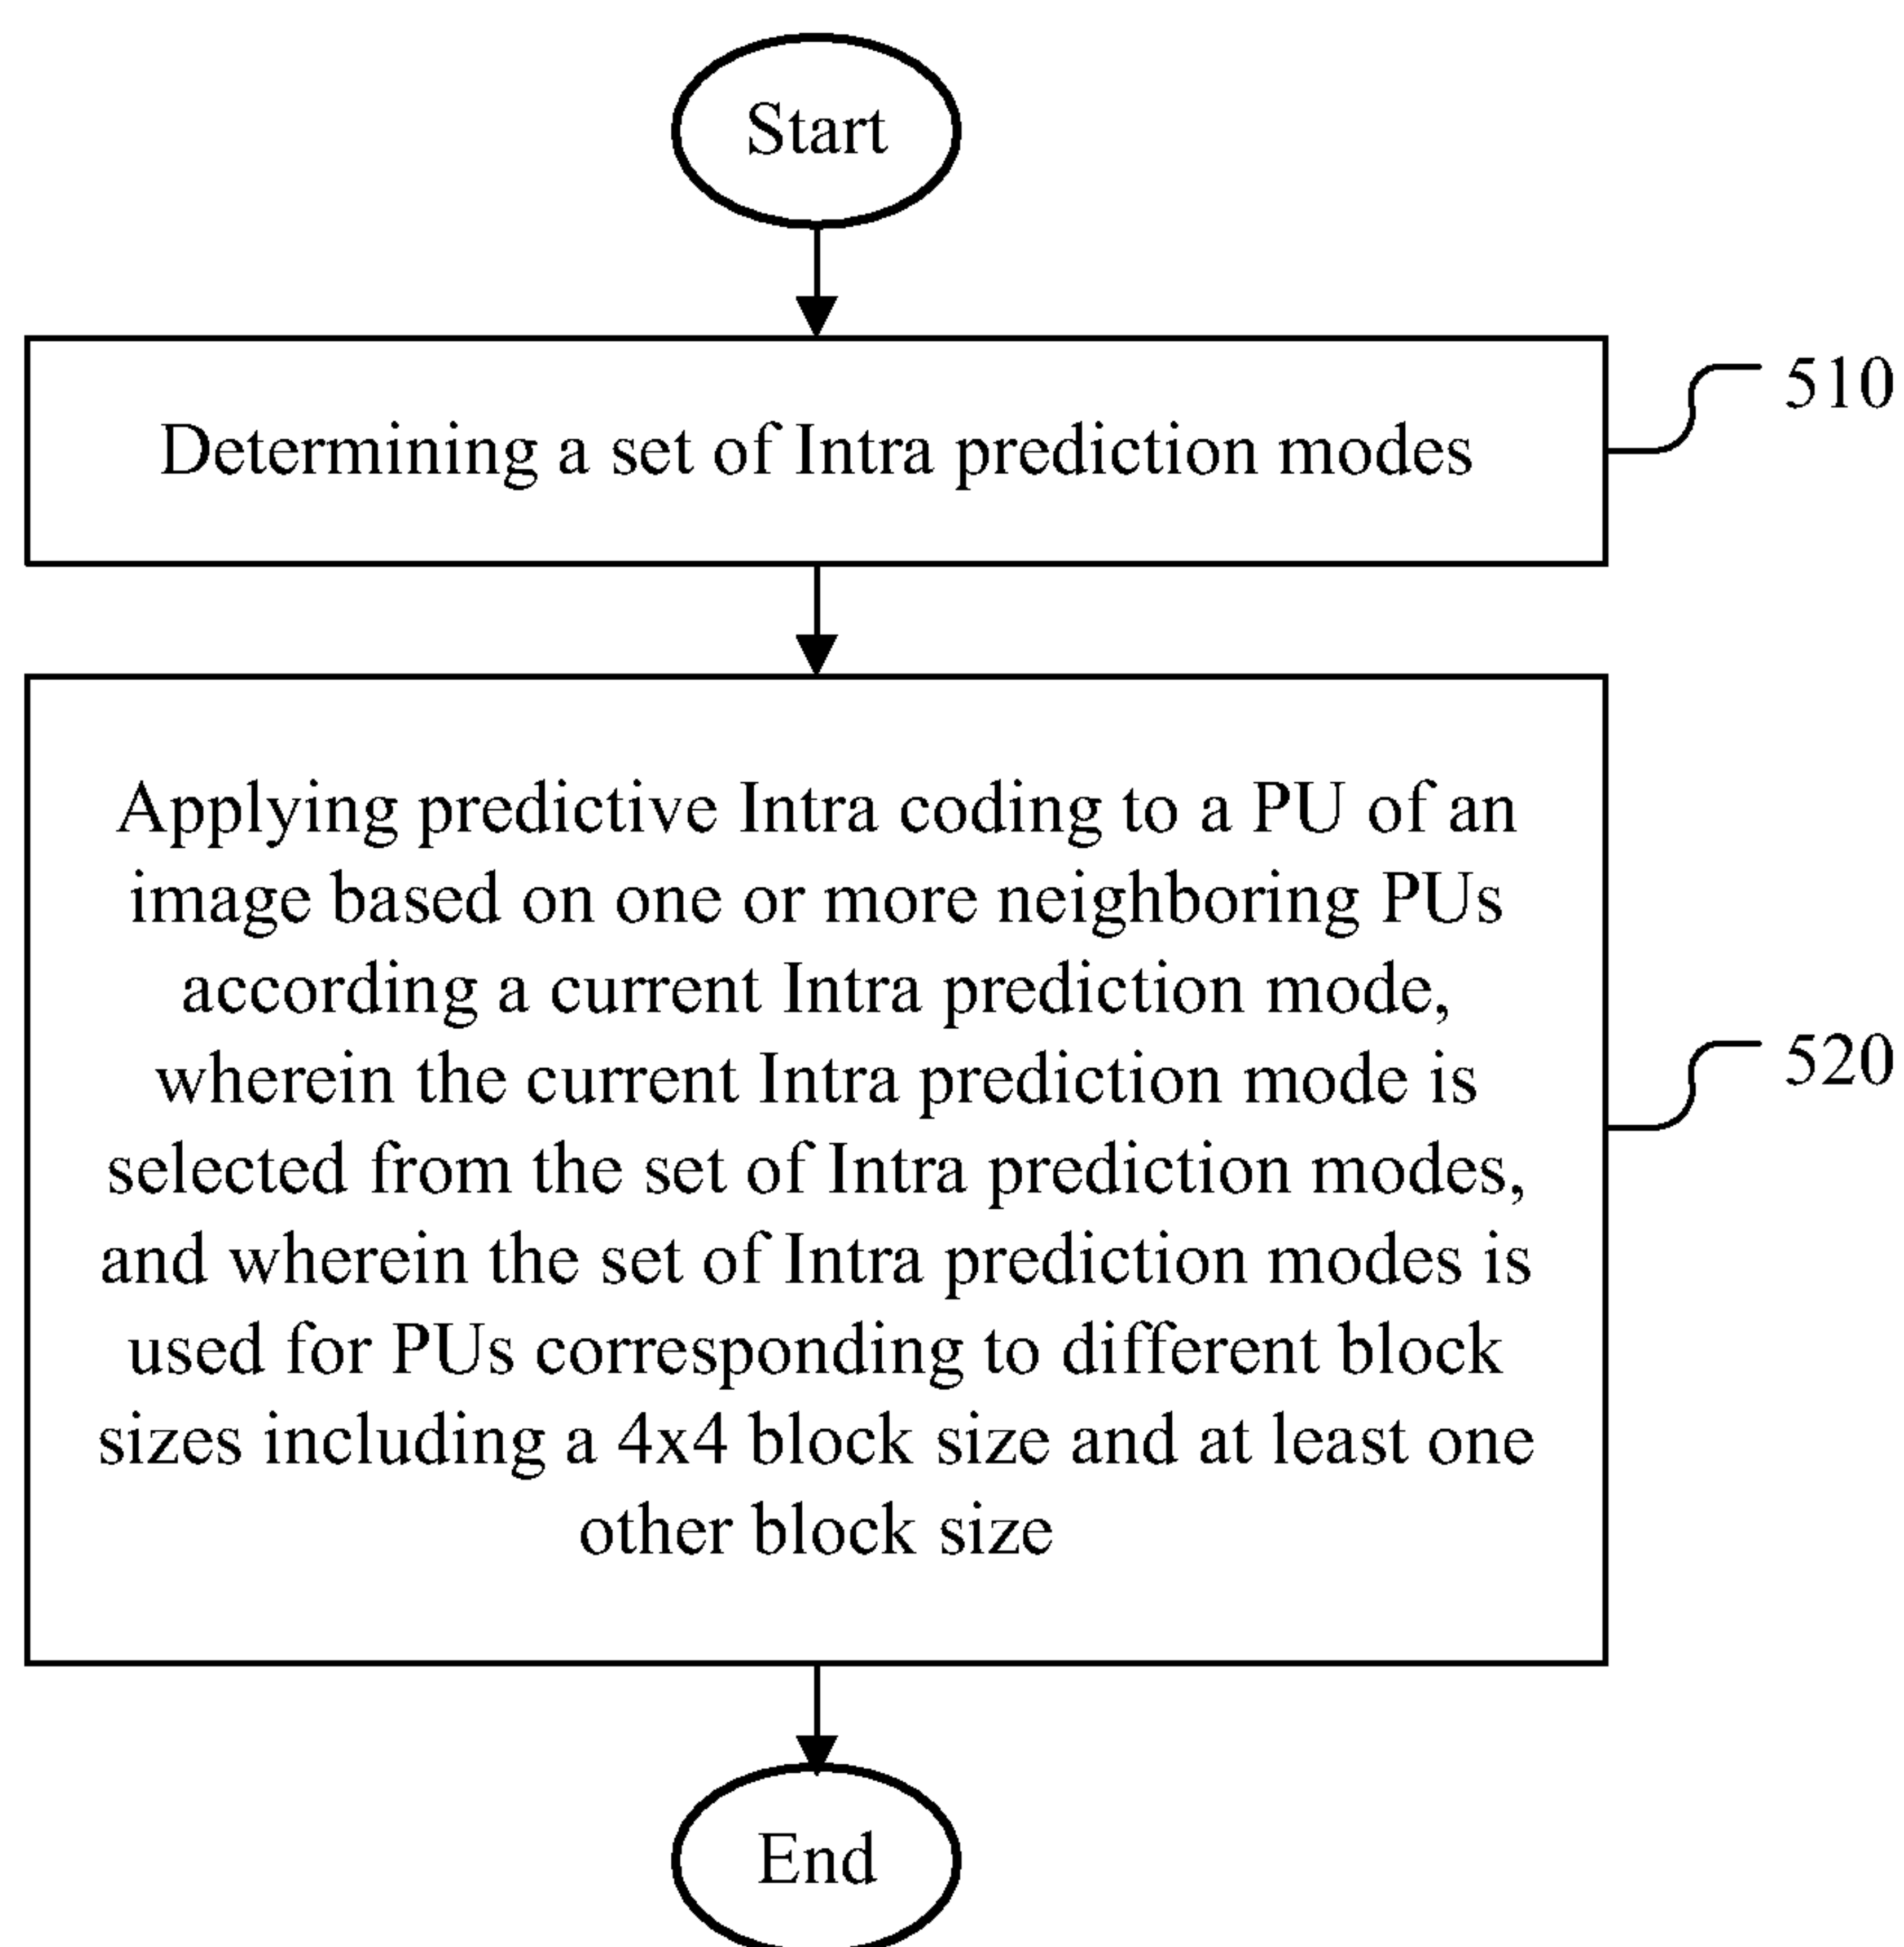 Start
Determining a set of Intra prediction modes
510
Applying predictive Intra coding to a PU of an
image based on one or more neighboring PUs
according a current Intra prediction mode,
wherein the current Intra prediction mode is
selected from the set of Intra prediction modes,
and wherein the set of Intra prediction modes is
used for PUs corresponding to different block
sizes including a 4x4 block size and at least one
other block size
520
End